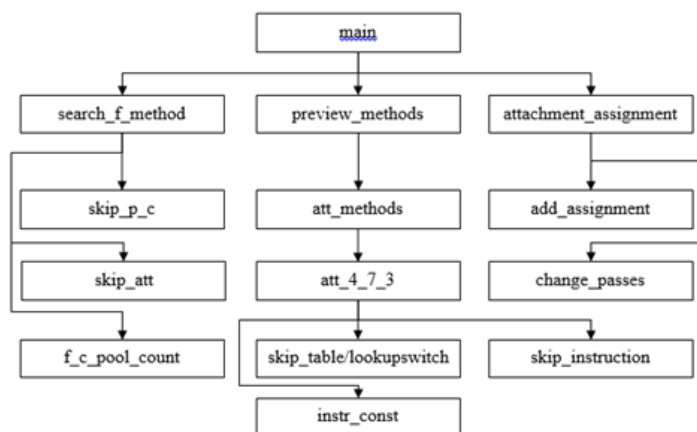 main
search_f_method
preview_methods
attachment_assignment
skip_p_c
att_methods
add_assignment
skip_att
att_4_7_3
change_passes
f_c_pool_count
skip_table/lookupswitch
skip_instruction
instr_const